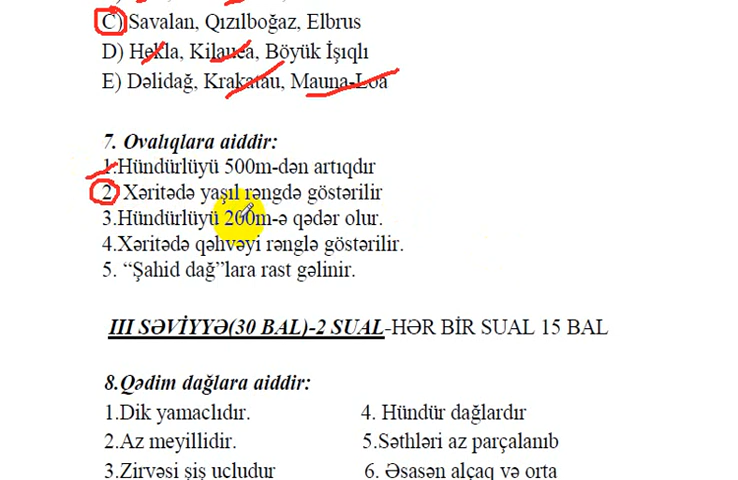 C) Savalan, Qızılboğaz, Elbrus
D) Hekla, Kilauea, Böyük İşıqlı
E) Dəlidağ, Krakatau, Mauna-Loa
7. Ovalıqlara aiddir:
1.Hündürlüyü 500m-dən artıqdır
2. Xəritədə yaşıl rəngdə göstərilir
3.Hündürlüyü 200m-ə qədər olur.
4.Xəritədə qəhvəyi rənglə göstərilir.
5. “Şahid dağ”lara rast gəlinir.
III SƏVİYYƏ(30 BAL)-2 SUAL-HƏR BİR SUAL 15 BAL
8.Qədim dağlara aiddir:
1.Dik yamaclıdır. 4. Hündür dağlardır
2.Az meyillidir. 5.Səthləri az parçalanıb
3.Zirvəsi şiş ucludur 6. Əsasən alçaq və orta